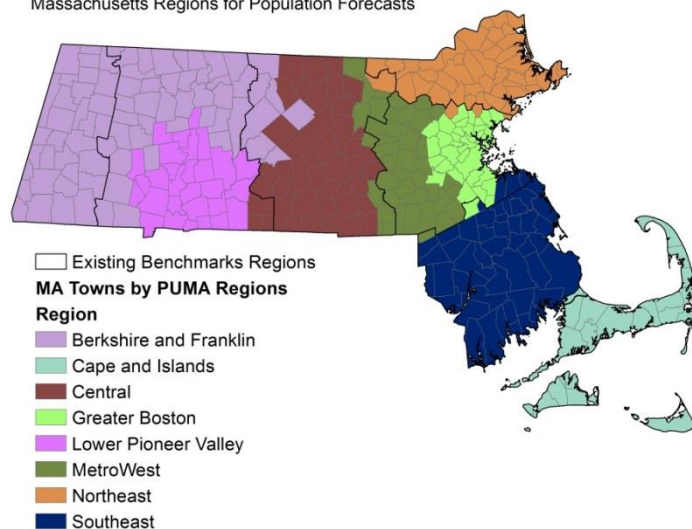 Massachusetts Regions for Population Forecasts
Existing Benchmarks Regions
MA Towns by PUMA Regions
Region
Berkshire and Franklin
Cape and Islands
Central
Greater Boston
Lower Pioneer Valley
MetroWest
Northeast
Southeast